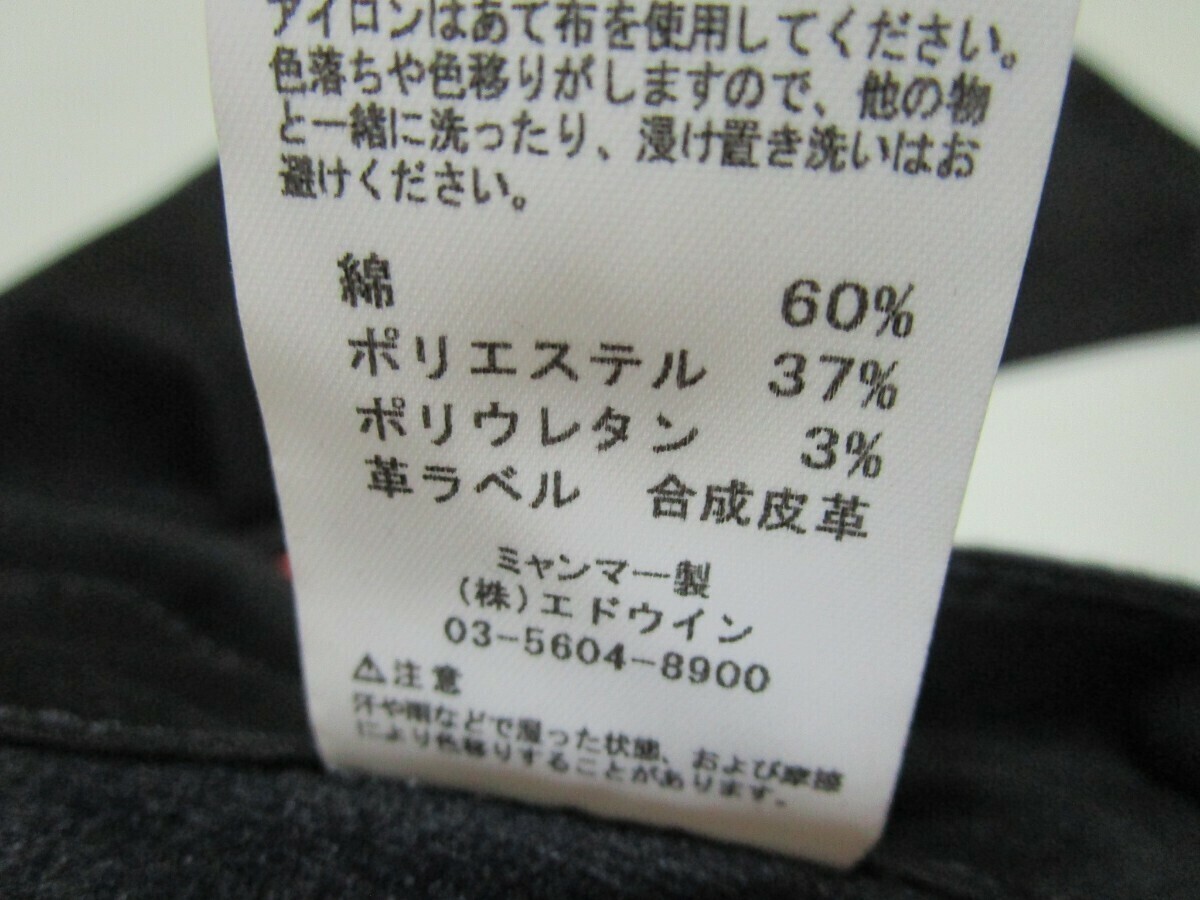 アイロンはあて布を使用してください。
色落ちや色移りがしますので、他の物
と一緒に洗ったり、浸け置き洗いはお
避けください。
綿 60%
ポリエステル 37%
ポリウレタン 3%
革ラベル 合成皮革
ミャンマー製
(株)エドウイン
03-5604-8900
⚠注意
汗や雨などで湿った状態、および摩擦
により色移りすることがあります。